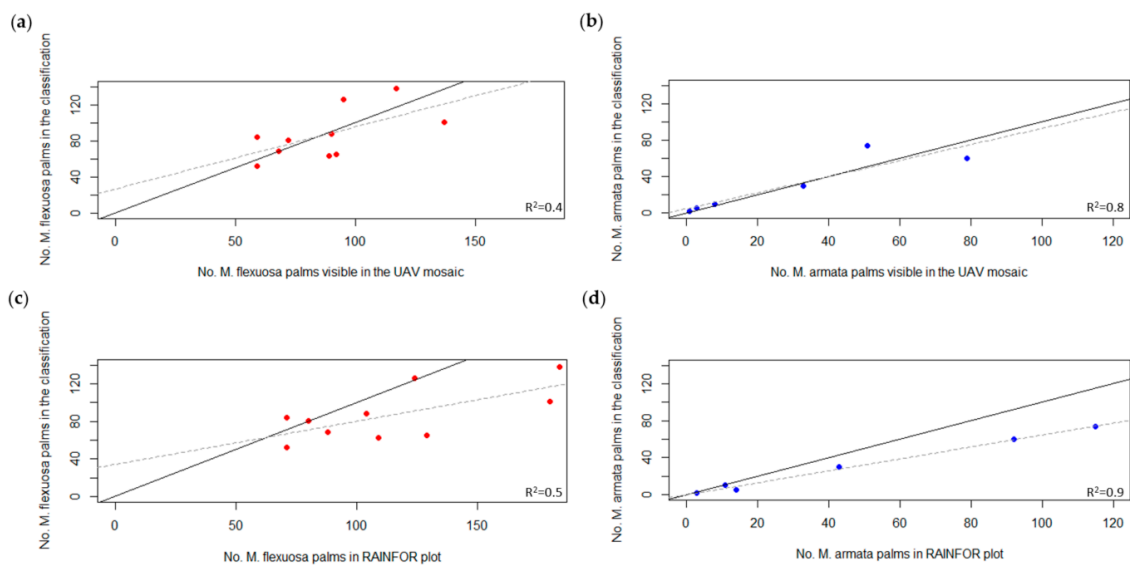 (a)
No. M. flexuosa palms in the classification
0 40 80 120
0 50 100 150
R²=0.4
No. M. flexuosa palms visible in the UAV mosaic
(b)
No. M. armata palms in the classification
0 40 80 120
0 20 40 60 80 100 120
R²=0.8
No. M. armata palms visible in the UAV mosaic
(c)
No. M. flexuosa palms in the classification
0 40 80 120
0 50 100 150
R²=0.5
No. M. flexuosa palms in RAINFOR plot
(d)
No. M. armata palms in the classification
0 40 80 120
0 20 40 60 80 100 120
R²=0.9
No. M. armata palms in RAINFOR plot